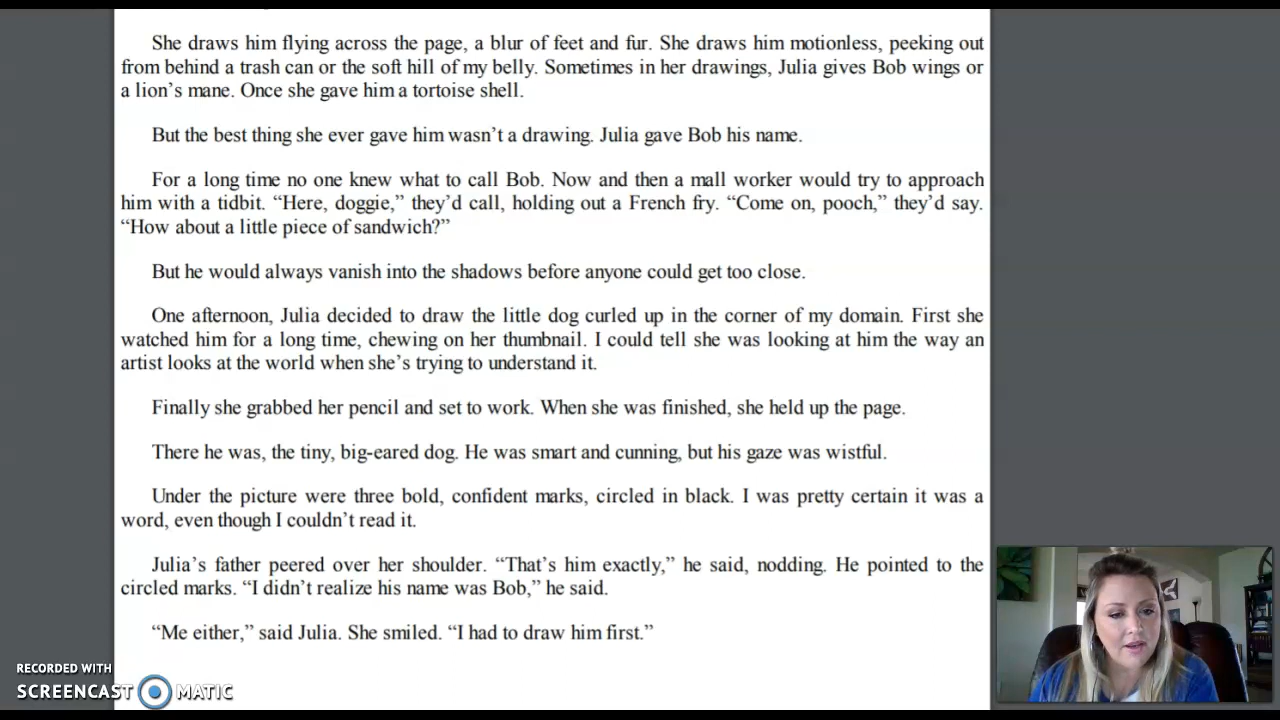 She draws him flying across the page, a blur of feet and fur. She draws him motionless, peeking out
from behind a trash can or the soft hill of my belly. Sometimes in her drawings, Julia gives Bob wings or
a lion’s mane. Once she gave him a tortoise shell.
But the best thing she ever gave him wasn’t a drawing. Julia gave Bob his name.
For a long time no one knew what to call Bob. Now and then a mall worker would try to approach
him with a tidbit. “Here, doggie,” they’d call, holding out a French fry. “Come on, pooch,” they’d say.
“How about a little piece of sandwich?”
But he would always vanish into the shadows before anyone could get too close.
One afternoon, Julia decided to draw the little dog curled up in the corner of my domain. First she
watched him for a long time, chewing on her thumbnail. I could tell she was looking at him the way an
artist looks at the world when she’s trying to understand it.
Finally she grabbed her pencil and set to work. When she was finished, she held up the page.
There he was, the tiny, big-eared dog. He was smart and cunning, but his gaze was wistful.
Under the picture were three bold, confident marks, circled in black. I was pretty certain it was a
word, even though I couldn’t read it.
Julia’s father peered over her shoulder. “That’s him exactly,” he said, nodding. He pointed to the
circled marks. “I didn’t realize his name was Bob,” he said.
“Me either,” said Julia. She smiled. “I had to draw him first.”
RECORDED WITH
SCREENCAST MATIC